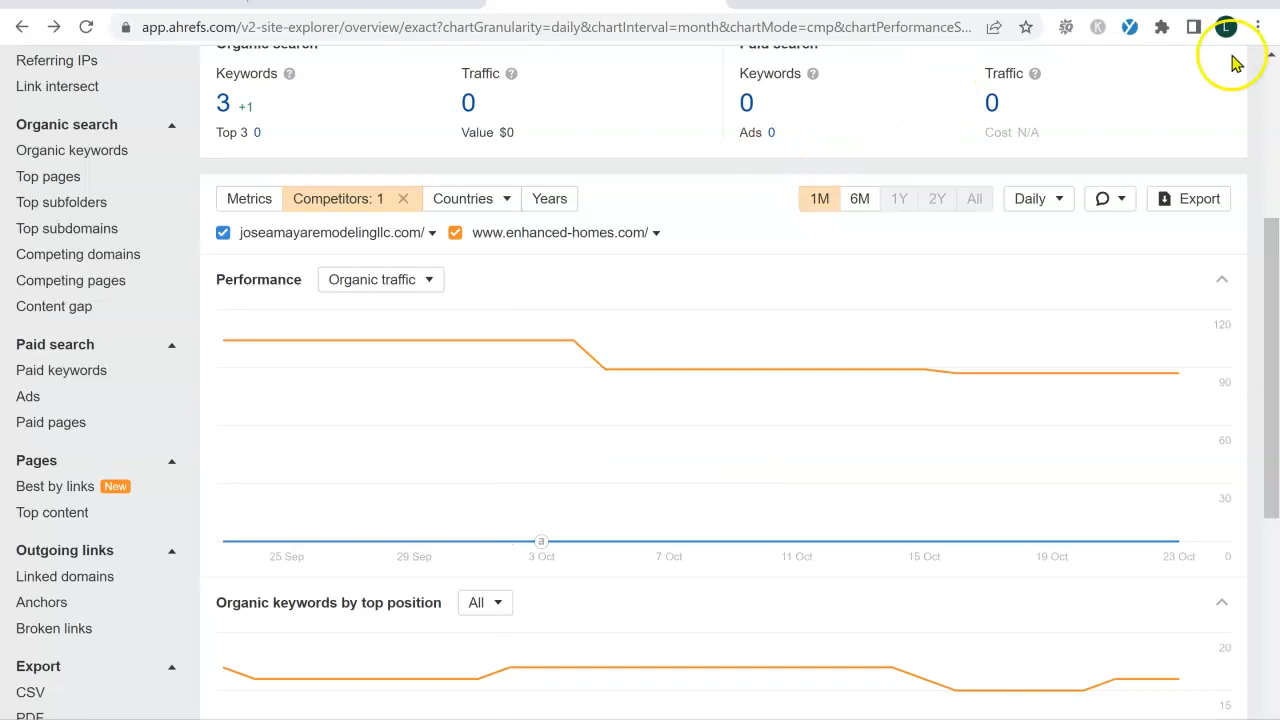 app.ahrefs.com/v2-site-explorer/overview/exact?chartGranularity=daily&chartInterval=month&chartMode=cmp&chartPerformanceS...
K
L
Referring IPs
Link intersect
Organic search
Organic keywords
Top pages
Top subfolders
Top subdomains
Competing domains
Competing pages
Content gap
Paid search
Paid keywords
Ads
Paid pages
Pages
Best by links New
Top content
Outgoing links
Linked domains
Anchors
Broken links
Export
CSV
PDF
Organic search
Keywords ? Traffic ?
3 +1 0
Top 3 0 Value $0
Paid search
Keywords ? Traffic ?
0 0
Ads 0 Cost N/A
Metrics Competitors: 1 Countries Years 1M 6M 1Y 2Y All Daily Export
joseamayaremodelingllc.com/ www.enhanced-homes.com/
Performance Organic traffic
120
90
60
30
a
25 Sep 29 Sep 3 Oct 7 Oct 11 Oct 15 Oct 19 Oct 23 Oct 0
Organic keywords by top position All
20
15